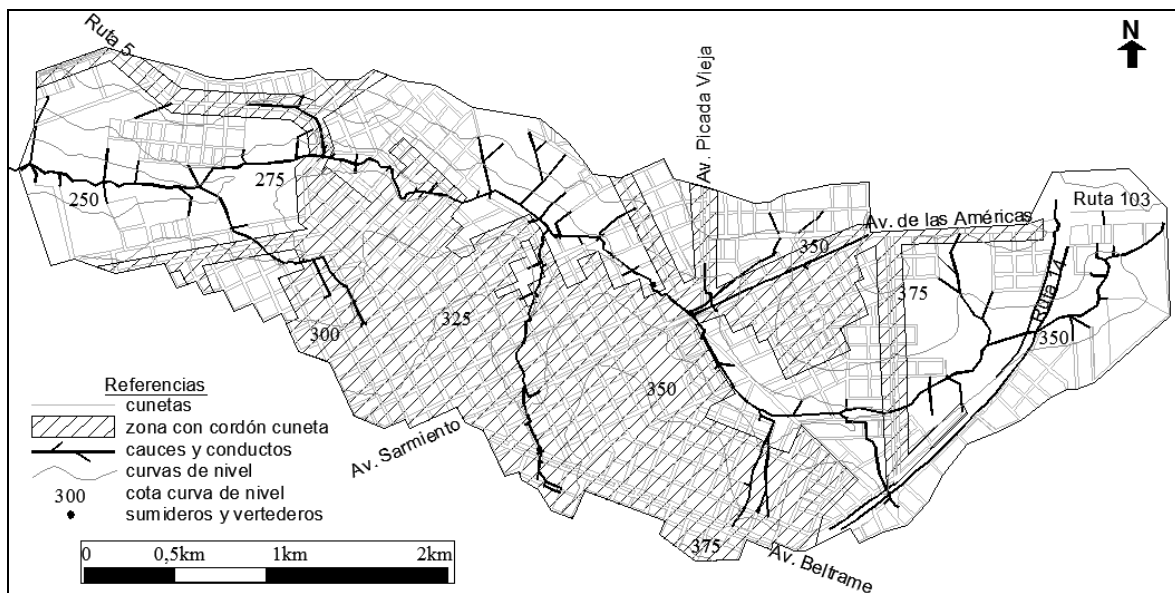 Ruta 5
N
Av. Picada Vieja
Ruta 103
Av. de las Américas
250
275
350
375
Ruta 14
350
300
325
350
Av. Sarmiento
375
Av. Beltrame
Referencias
cunetas
zona con cordón cuneta
cauces y conductos
curvas de nivel
300 cota curva de nivel
sumideros y vertederos
0 0,5km 1km 2km